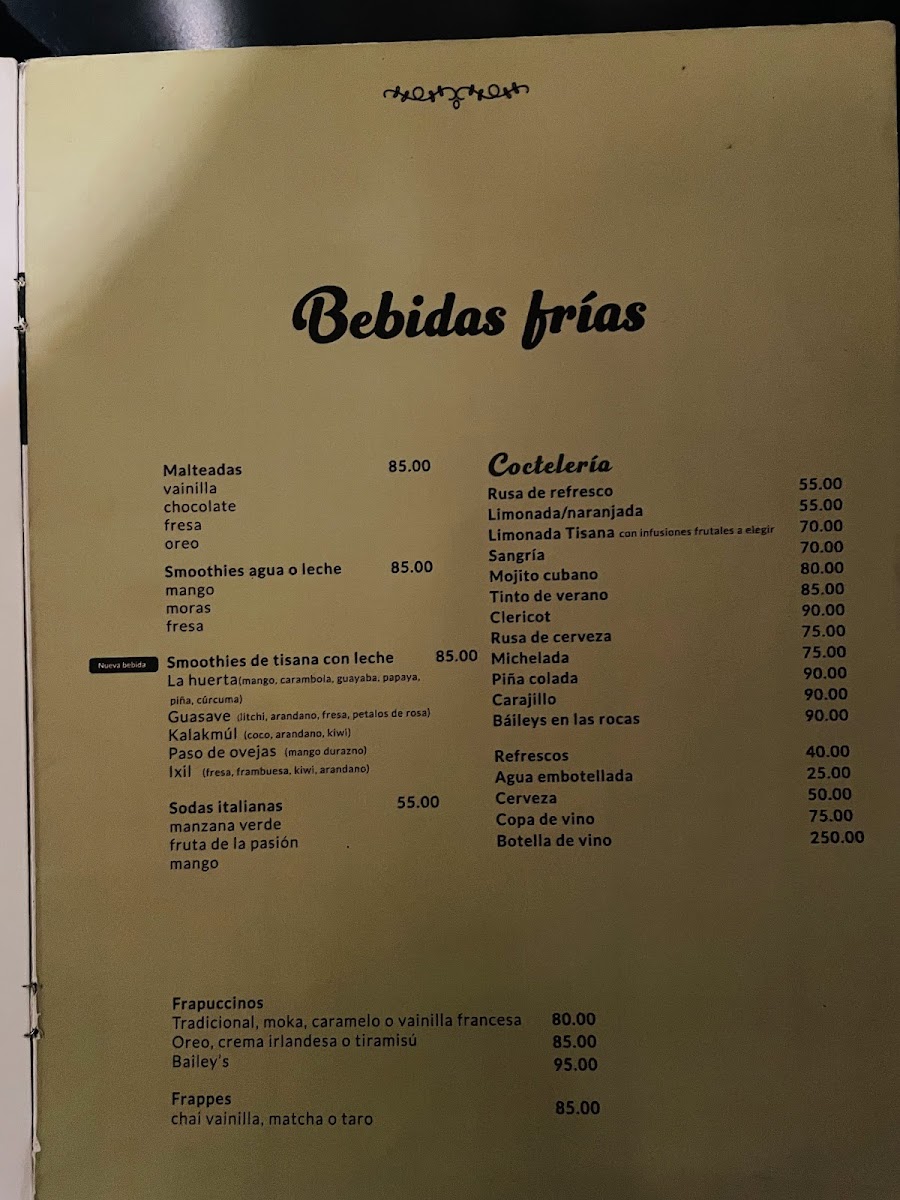 Bebidas frías
Malteadas 85.00
vainilla
chocolate
fresa
oreo
Smoothies agua o leche 85.00
mango
moras
fresa
Nueva bebida
Smoothies de tisana con leche 85.00
La huerta(mango, carambola, guayaba, papaya,
piña, cúrcuma)
Guasave (litchi, arandano, fresa, petalos de rosa)
Kalakmúl (coco, arandano, kiwi)
Paso de ovejas (mango durazno)
Ixil (fresa, frambuesa, kiwi, arandano)
Sodas italianas 55.00
manzana verde
fruta de la pasión
mango
Coctelería
Rusa de refresco 55.00
Limonada/naranjada 55.00
Limonada Tisana con infusiones frutales a elegir 70.00
Sangría 70.00
Mojito cubano 80.00
Tinto de verano 85.00
Clericot 90.00
Rusa de cerveza 75.00
Michelada 75.00
Piña colada 90.00
Carajillo 90.00
Báileys en las rocas 90.00
Refrescos 40.00
Agua embotellada 25.00
Cerveza 50.00
Copa de vino 75.00
Botella de vino 250.00
Frapuccinos
Tradicional, moka, caramelo o vainilla francesa 80.00
Oreo, crema irlandesa o tiramisú 85.00
Bailey's 95.00
Frappes
chai vainilla, matcha o taro 85.00